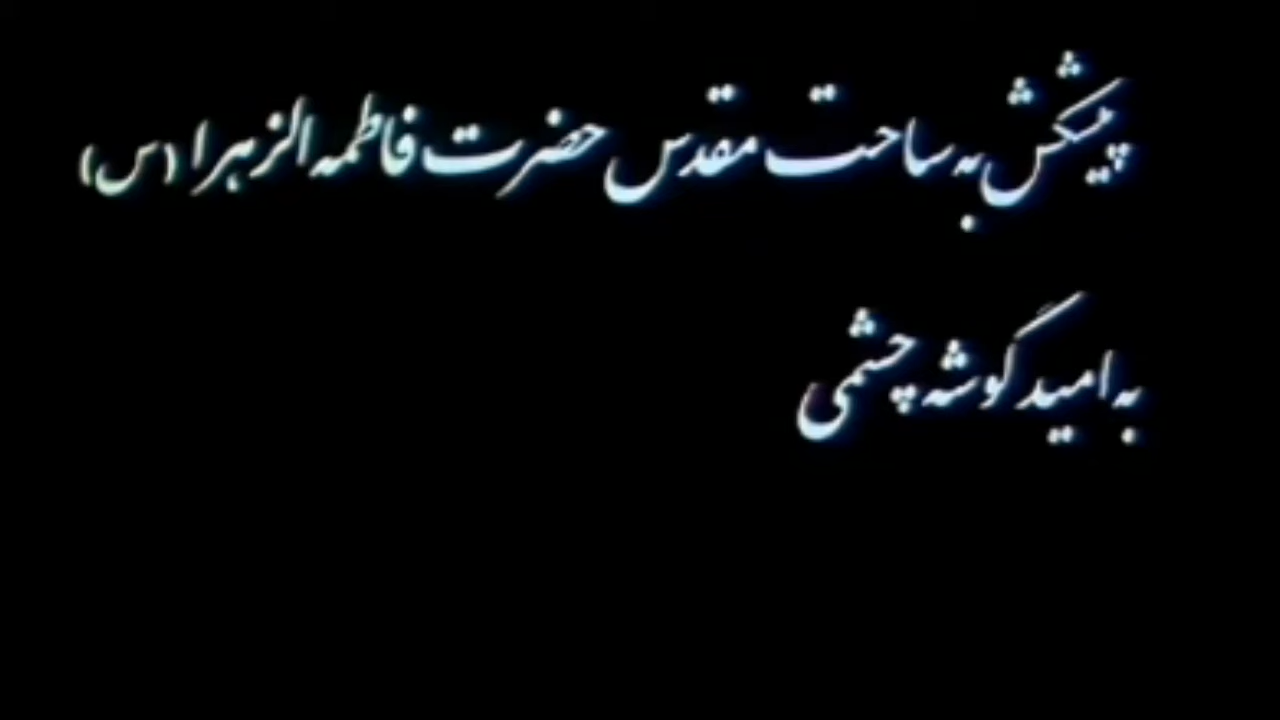 پیشکش به ساحت مقدس حضرت فاطمه الزهرا (س)
به امید گوشه چشمی